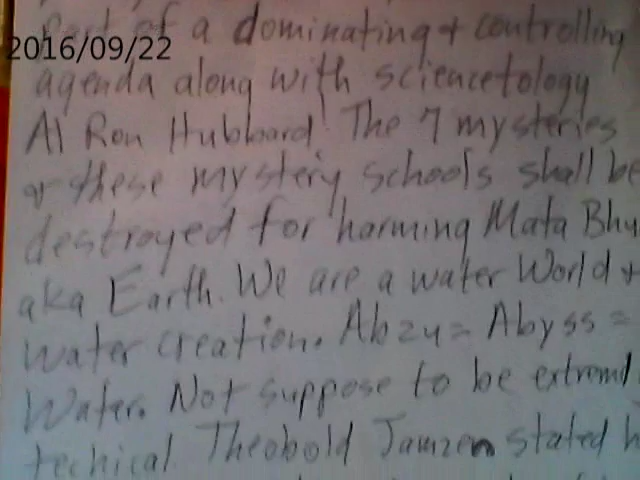 Part of a dominating & controlling
2016/09/22
agenda along with sciencetology
Al Ron Hubbard! The 7 mysteries
or these mystery schools shall be
destroyed for harming Mata Bhu
aka Earth. We are a water World &
water creation. Abzu = Abyss =
Water. Not suppose to be extreml
techical. Theobold Jamzen stated h